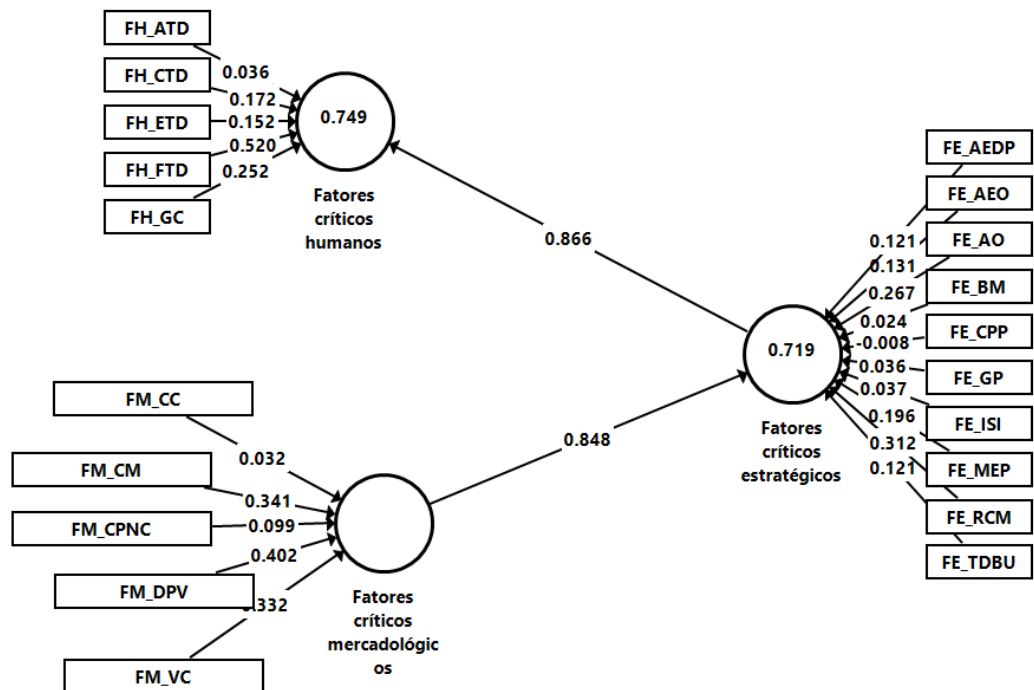 FH_ATD
FH_CTD
FH_ETD
FH_FTD
FH_GC
0.036
0.172
0.152
0.520
0.252
0.749
Fatores
críticos
humanos
0.866
FE_AEDP
FE_AEO
FE_AO
FE_BM
FE_CPP
FE_GP
FE_ISI
FE_MEP
FE_RCM
FE_TDBU
0.121
0.131
0.267
0.024
-0.008
0.036
0.037
0.196
0.312
0.121
0.719
Fatores
críticos
estratégicos
0.848
FM_CC
FM_CM
FM_CPNC
FM_DPV
FM_VC
0.032
0.341
0.099
0.402
.332
Fatores
críticos
mercadológic
os